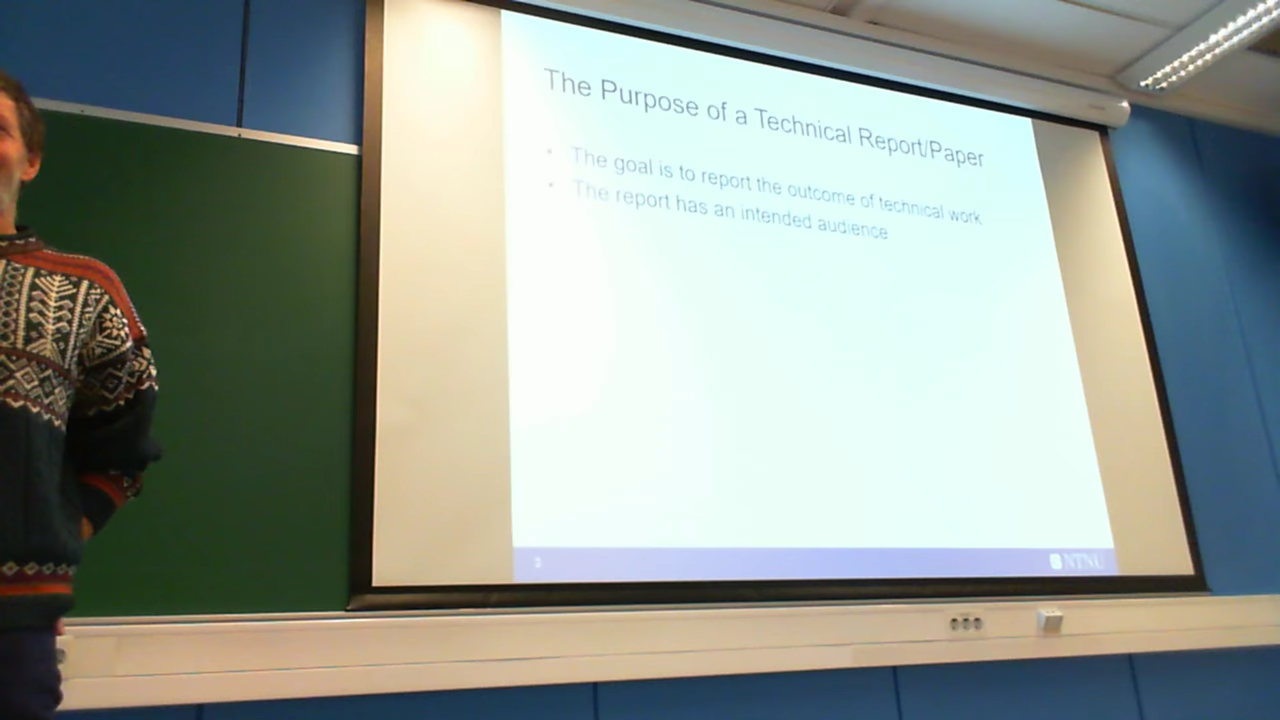 The Purpose of a Technical Report/Paper
• The goal is to report the outcome of technical work
• The report has an intended audience
3
NTNU